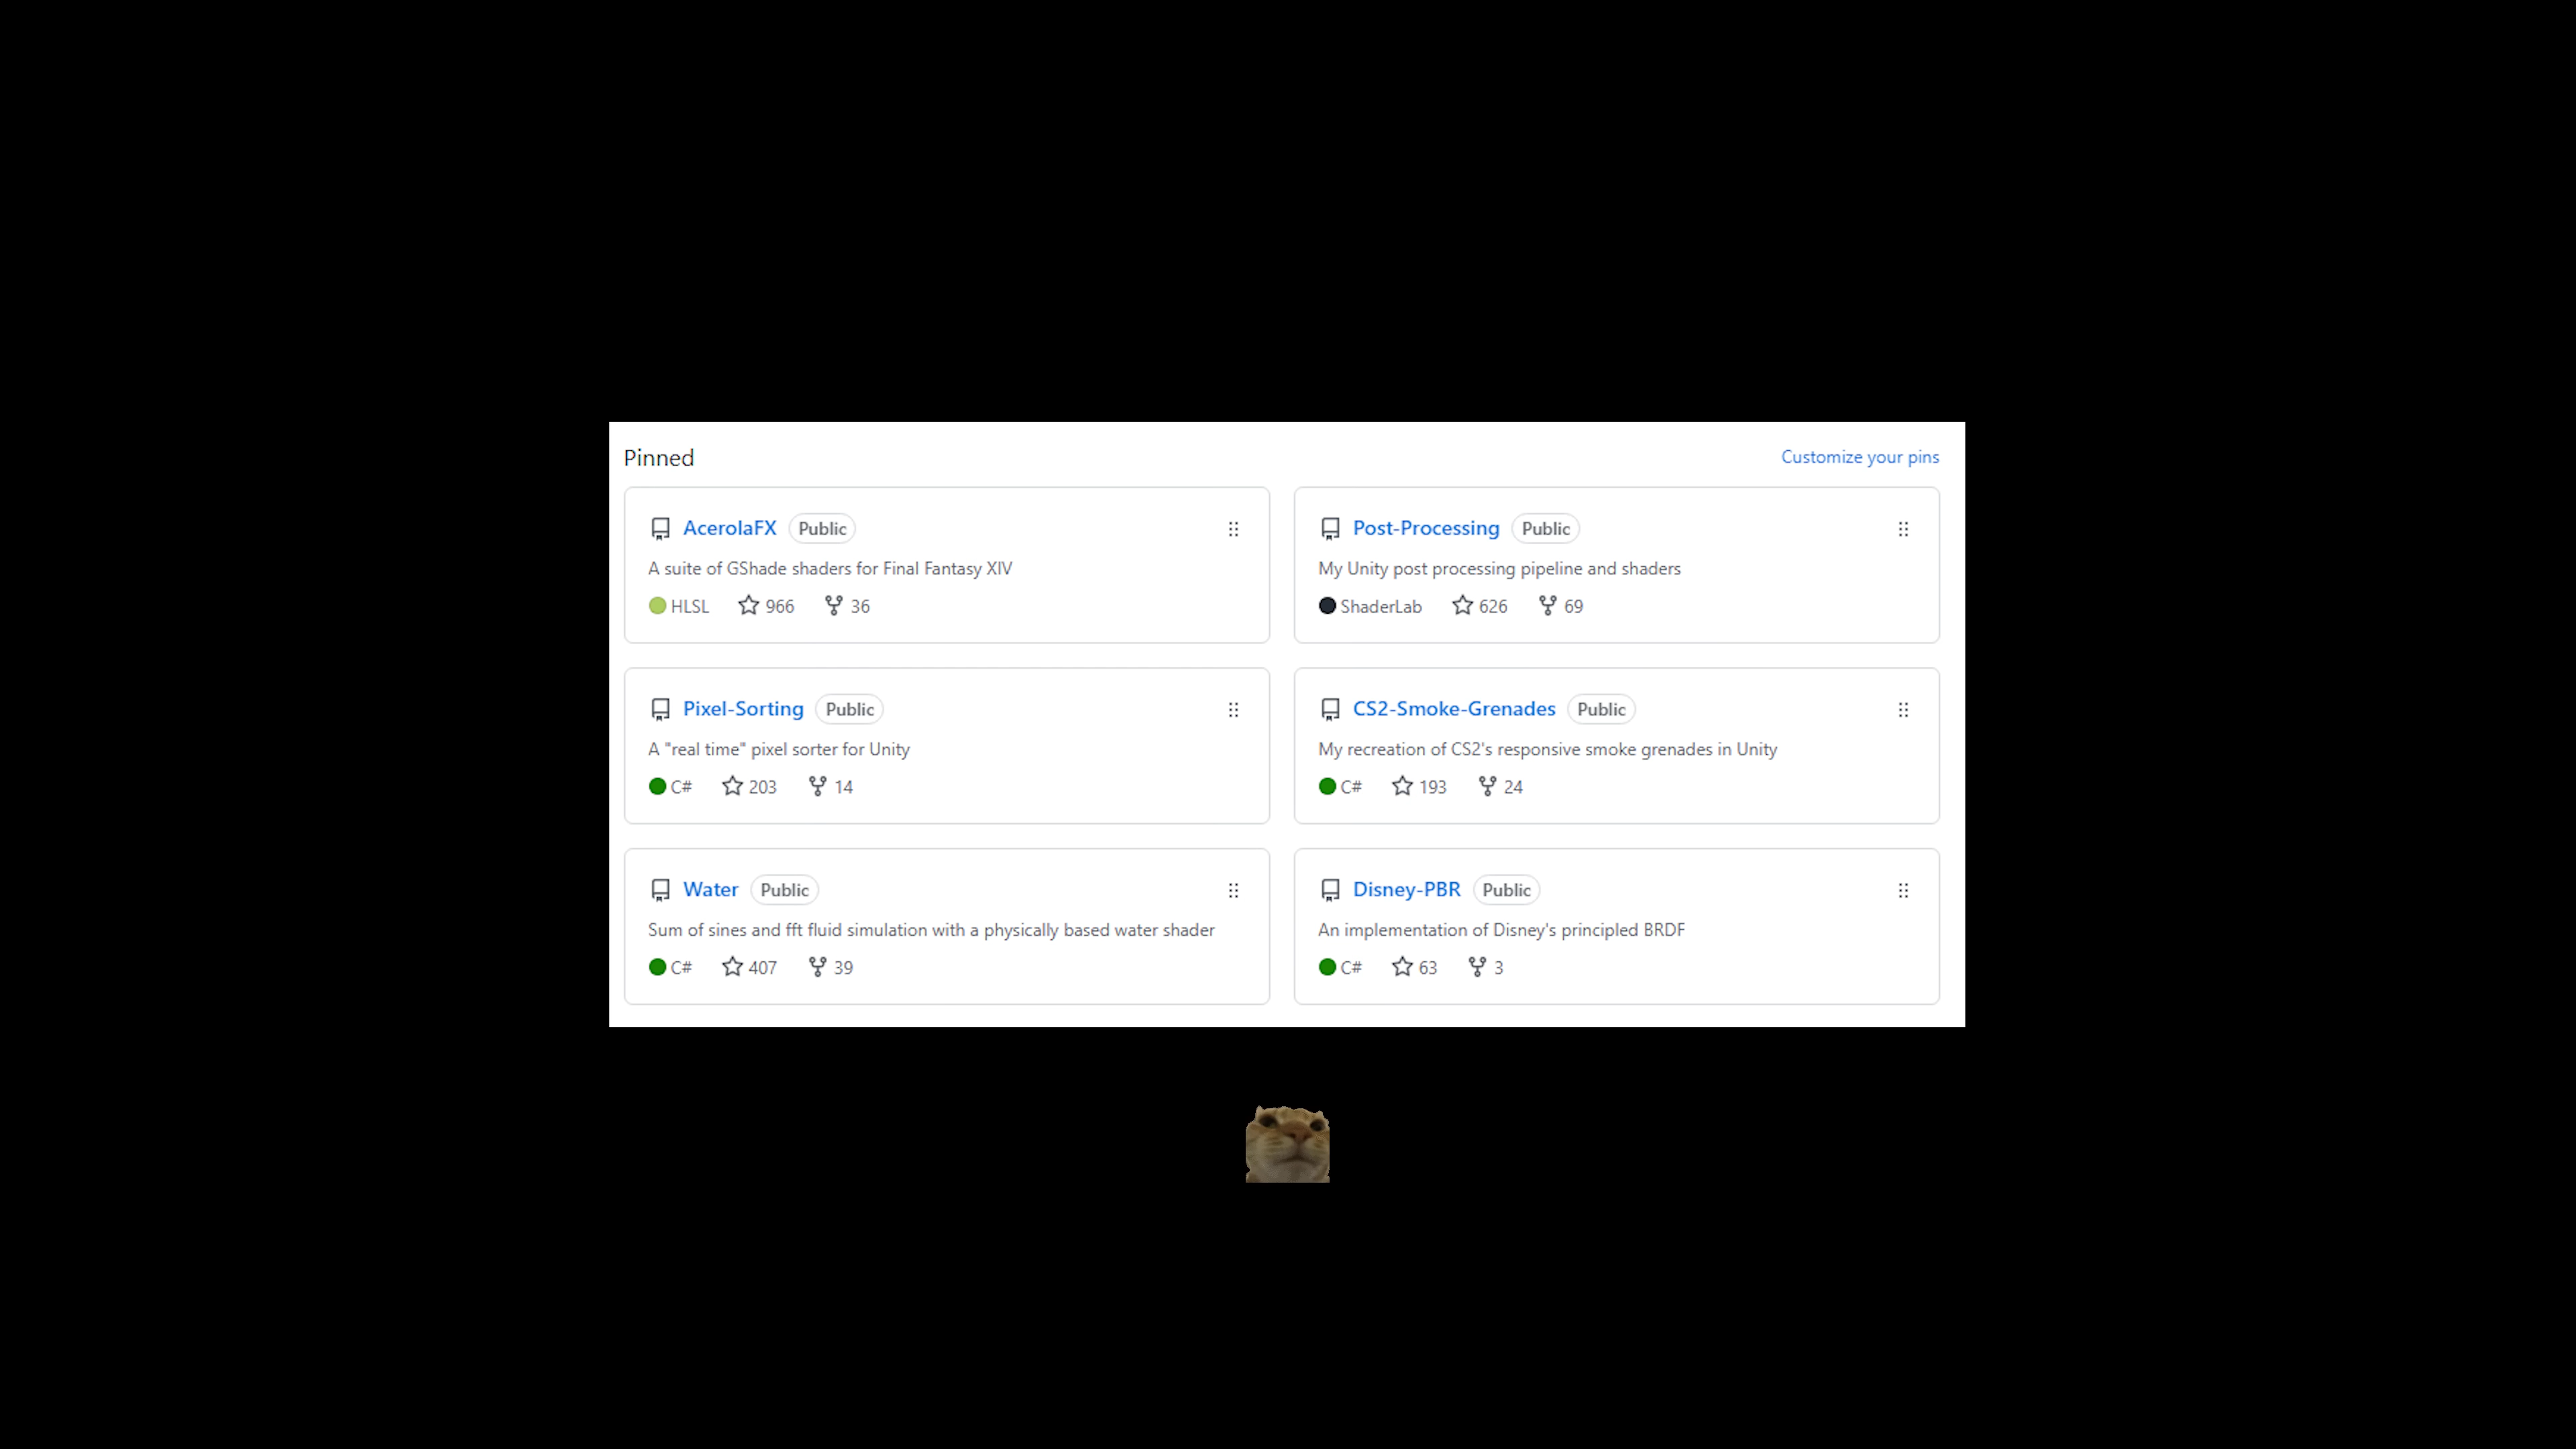 Pinned
Customize your pins
AcerolaFX Public
A suite of GShade shaders for Final Fantasy XIV
HLSL 966 36
Post-Processing Public
My Unity post processing pipeline and shaders
ShaderLab 626 69
Pixel-Sorting Public
A "real time" pixel sorter for Unity
C# 203 14
CS2-Smoke-Grenades Public
My recreation of CS2's responsive smoke grenades in Unity
C# 193 24
Water Public
Sum of sines and fft fluid simulation with a physically based water shader
C# 407 39
Disney-PBR Public
An implementation of Disney's principled BRDF
C# 63 3